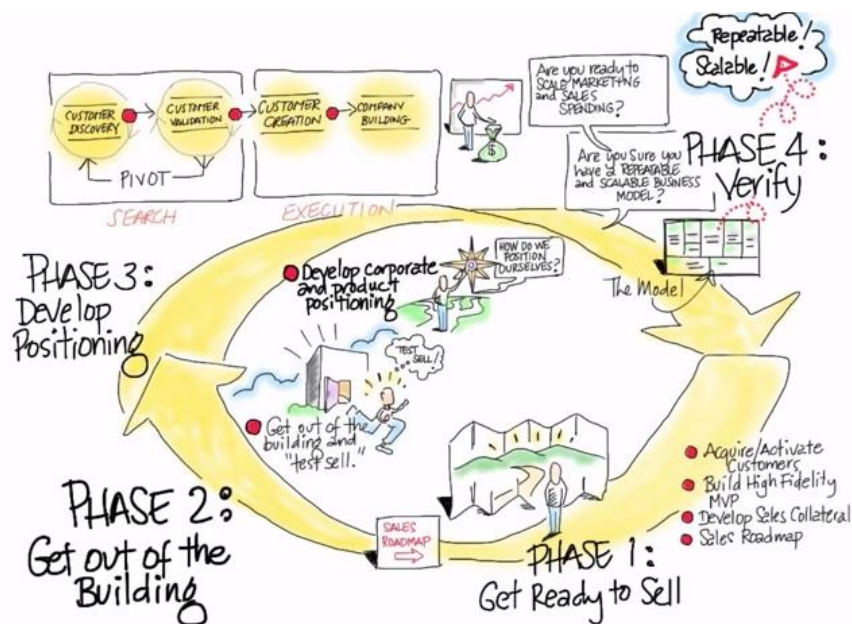 Repeatable!
Scalable!
CUSTOMER
DISCOVERY
CUSTOMER
VALIDATION
CUSTOMER
CREATION
COMPANY
BUILDING
PIVOT
SEARCH
EXECUTION
Are you ready to
SCALE MARKETING
and SALES
SPENDING?
Are you Sure you
have a REPEATABLE
and SCALABLE BUSINESS
MODEL?
PHASE 4:
Verify
The Model
PHASE 3:
Develop
Positioning
Develop corporate
and product
positioning
HOW DO WE
POSITION
OURSELVES?
TEST
SELL!
Get out of the
building and
"test sell."
PHASE 2:
Get out of the
Building
SALES
ROADMAP
PHASE 1:
Get Ready to Sell
Acquire/Activate
Customers
Build High Fidelity
MVP
Develop Sales Collateral
Sales Roadmap